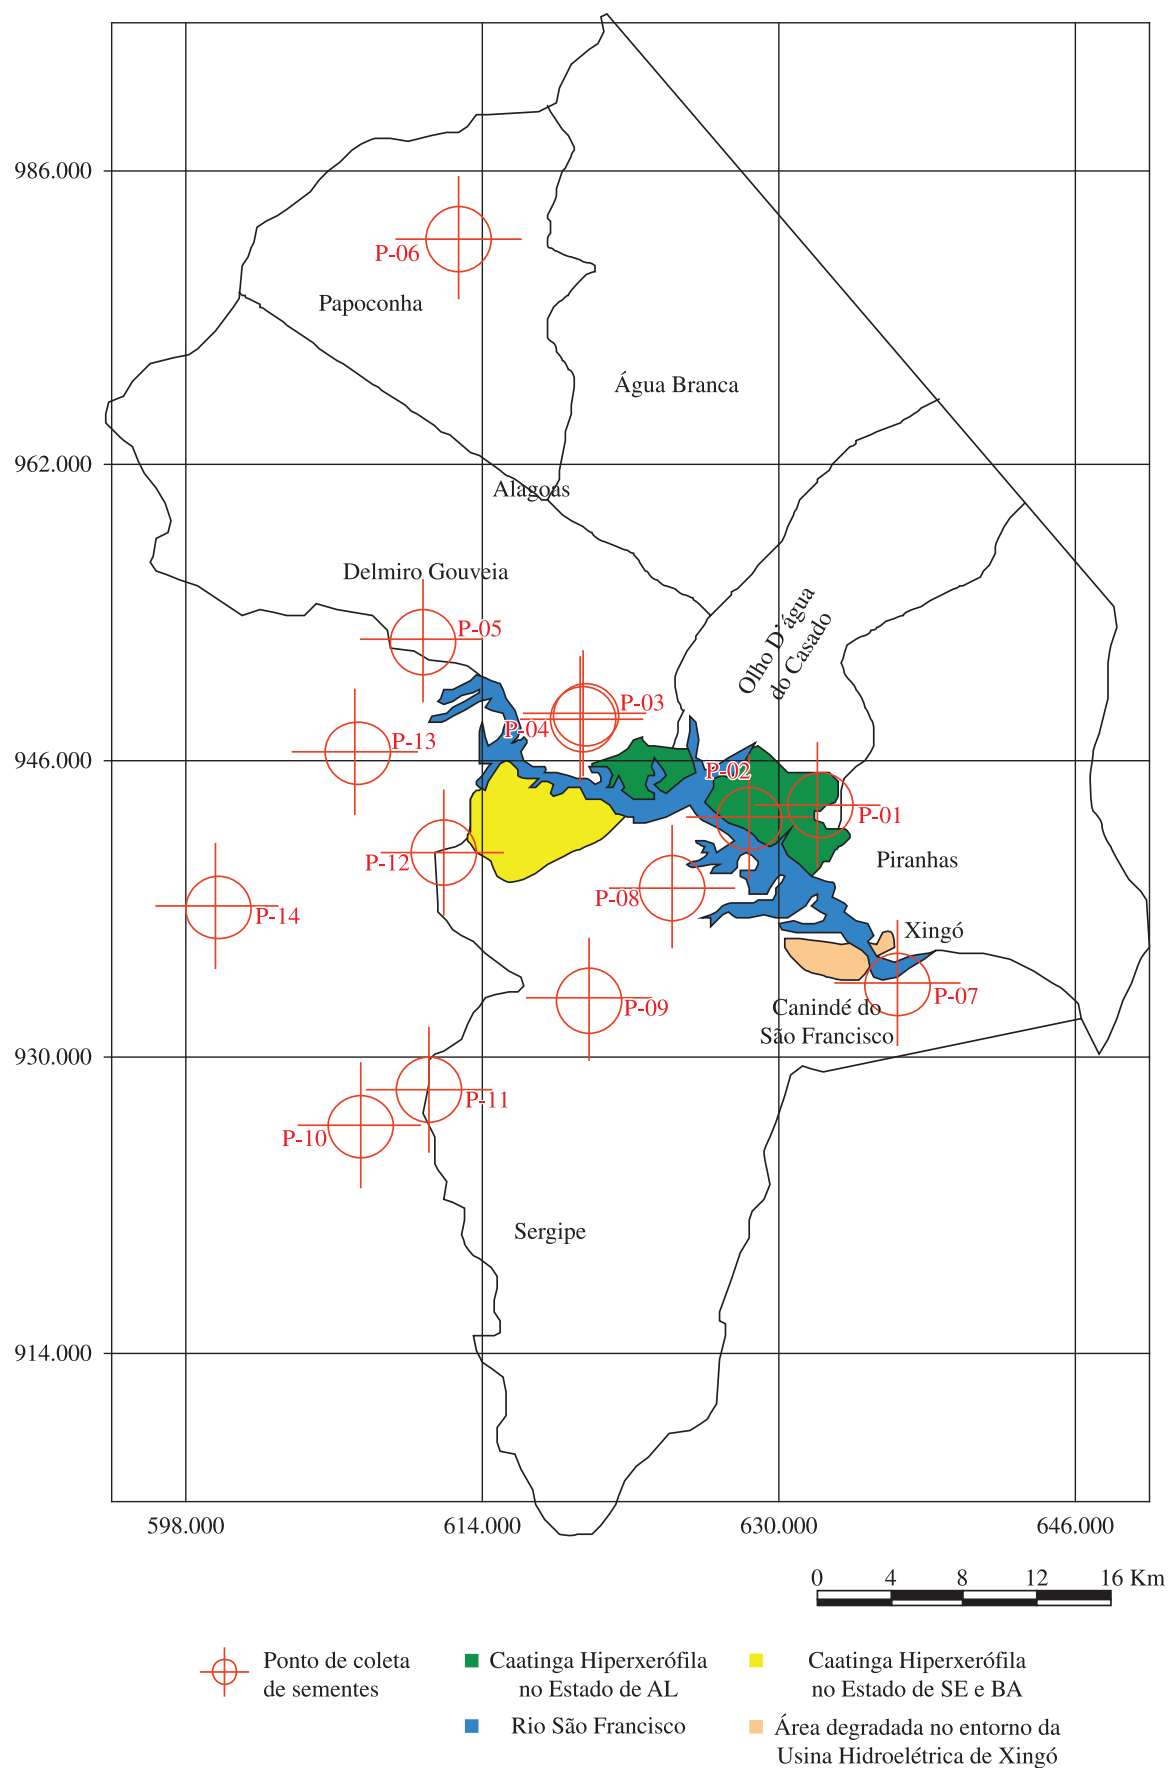 986.000
P-06
Papoconha
Água Branca
962.000
Alagoas
Delmiro Gouveia
Olho D'água
do Casado
P-05
P-03
P-04
P-13
946.000
P-02
P-01
P-12
Piranhas
P-08
P-14
Xingó
P-07
P-09
Canindé do
São Francisco
930.000
P-11
P-10
Sergipe
914.000
598.000 614.000 630.000 646.000
0 4 8 12 16 Km
Ponto de coleta
de sementes
Caatinga Hiperxerófila
no Estado de AL
Caatinga Hiperxerófila
no Estado de SE e BA
Rio São Francisco
Área degradada no entorno da
Usina Hidroelétrica de Xingó